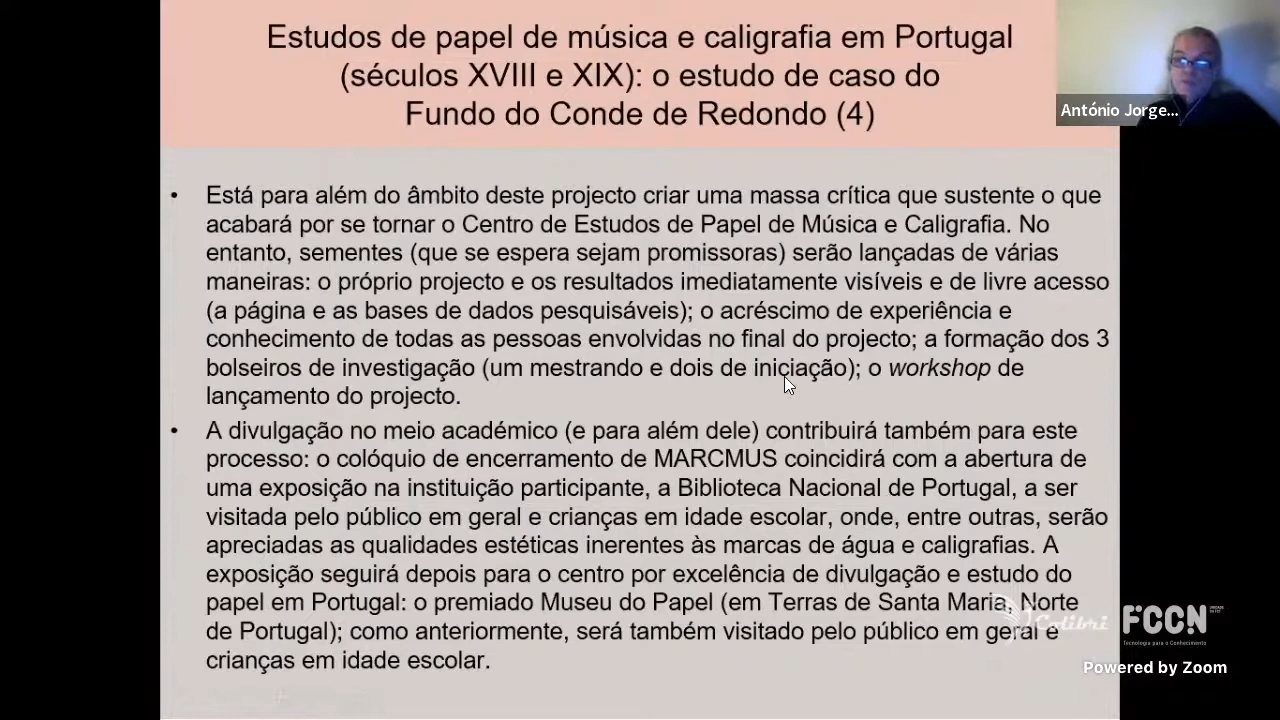 Estudos de papel de música e caligrafia em Portugal
(séculos XVIII e XIX): o estudo de caso do
Fundo do Conde de Redondo (4)
António Jorge...
• Está para além do âmbito deste projecto criar uma massa crítica que sustente o que
acabará por se tornar o Centro de Estudos de Papel de Música e Caligrafia. No
entanto, sementes (que se espera sejam promissoras) serão lançadas de várias
maneiras: o próprio projecto e os resultados imediatamente visíveis e de livre acesso
(a página e as bases de dados pesquisáveis); o acréscimo de experiência e
conhecimento de todas as pessoas envolvidas no final do projecto; a formação dos 3
bolseiros de investigação (um mestrando e dois de iniciação); o workshop de
lançamento do projecto.
• A divulgação no meio académico (e para além dele) contribuirá também para este
processo: o colóquio de encerramento de MARCMUS coincidirá com a abertura de
uma exposição na instituição participante, a Biblioteca Nacional de Portugal, a ser
visitada pelo público em geral e crianças em idade escolar, onde, entre outras, serão
apreciadas as qualidades estéticas inerentes às marcas de água e caligrafias. A
exposição seguirá depois para o centro por excelência de divulgação e estudo do
papel em Portugal: o premiado Museu do Papel (em Terras de Santa Maria, Norte
de Portugal); como anteriormente, será também visitado pelo público em geral e
crianças em idade escolar.
Colibri
FCCN
Tecnologia para o Conhecimento
Powered by Zoom